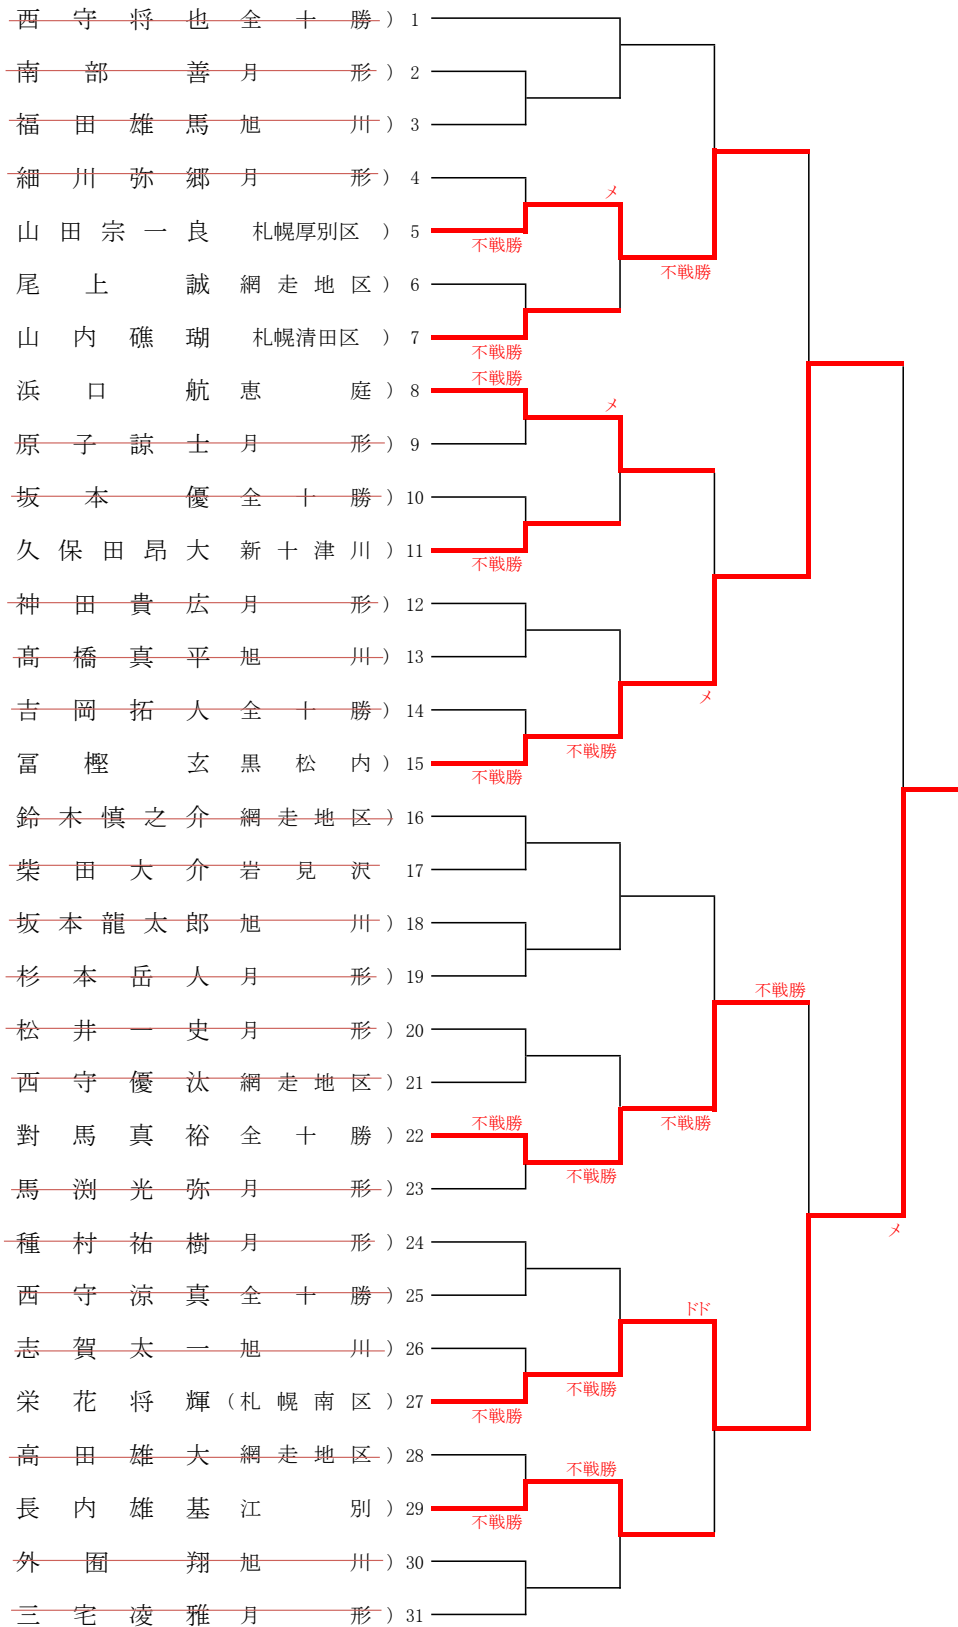 西守将也 全十勝 ) 1
南部善 月形 ) 2
福田雄馬 旭川 ) 3
細川弥郷 月形 ) 4
メ
山田宗一良 札幌厚別区 ) 5
不戦勝
不戦勝
尾上誠 網走地区 ) 6
山内礁瑚 札幌清田区 ) 7
不戦勝
不戦勝
浜口航 恵庭 ) 8
メ
原子諒士 月形 ) 9
坂本優 全十勝 ) 10
久保田昂大 新十津川 ) 11
不戦勝
神田貴広 月形 ) 12
髙橋真平 旭川 ) 13
メ
吉岡拓人 全十勝 ) 14
不戦勝
冨樫玄 黒松内 ) 15
不戦勝
鈴木慎之介 網走地区 ) 16
柴田大介 岩見沢 17
坂本龍太郎 旭川 ) 18
杉本岳人 月形 ) 19
不戦勝
松井一史 月形 ) 20
西守優汰 網走地区 ) 21
不戦勝
不戦勝
對馬真裕 全十勝 ) 22
不戦勝
馬渕光弥 月形 ) 23
メ
種村祐樹 月形 ) 24
西守涼真 全十勝 ) 25
ドド
志賀太一 旭川 ) 26
不戦勝
栄花将輝 (札幌南区 ) 27
不戦勝
高田雄大 網走地区 ) 28
不戦勝
長内雄基 江別 ) 29
不戦勝
外囿翔 旭川 ) 30
三宅凌雅 月形 ) 31